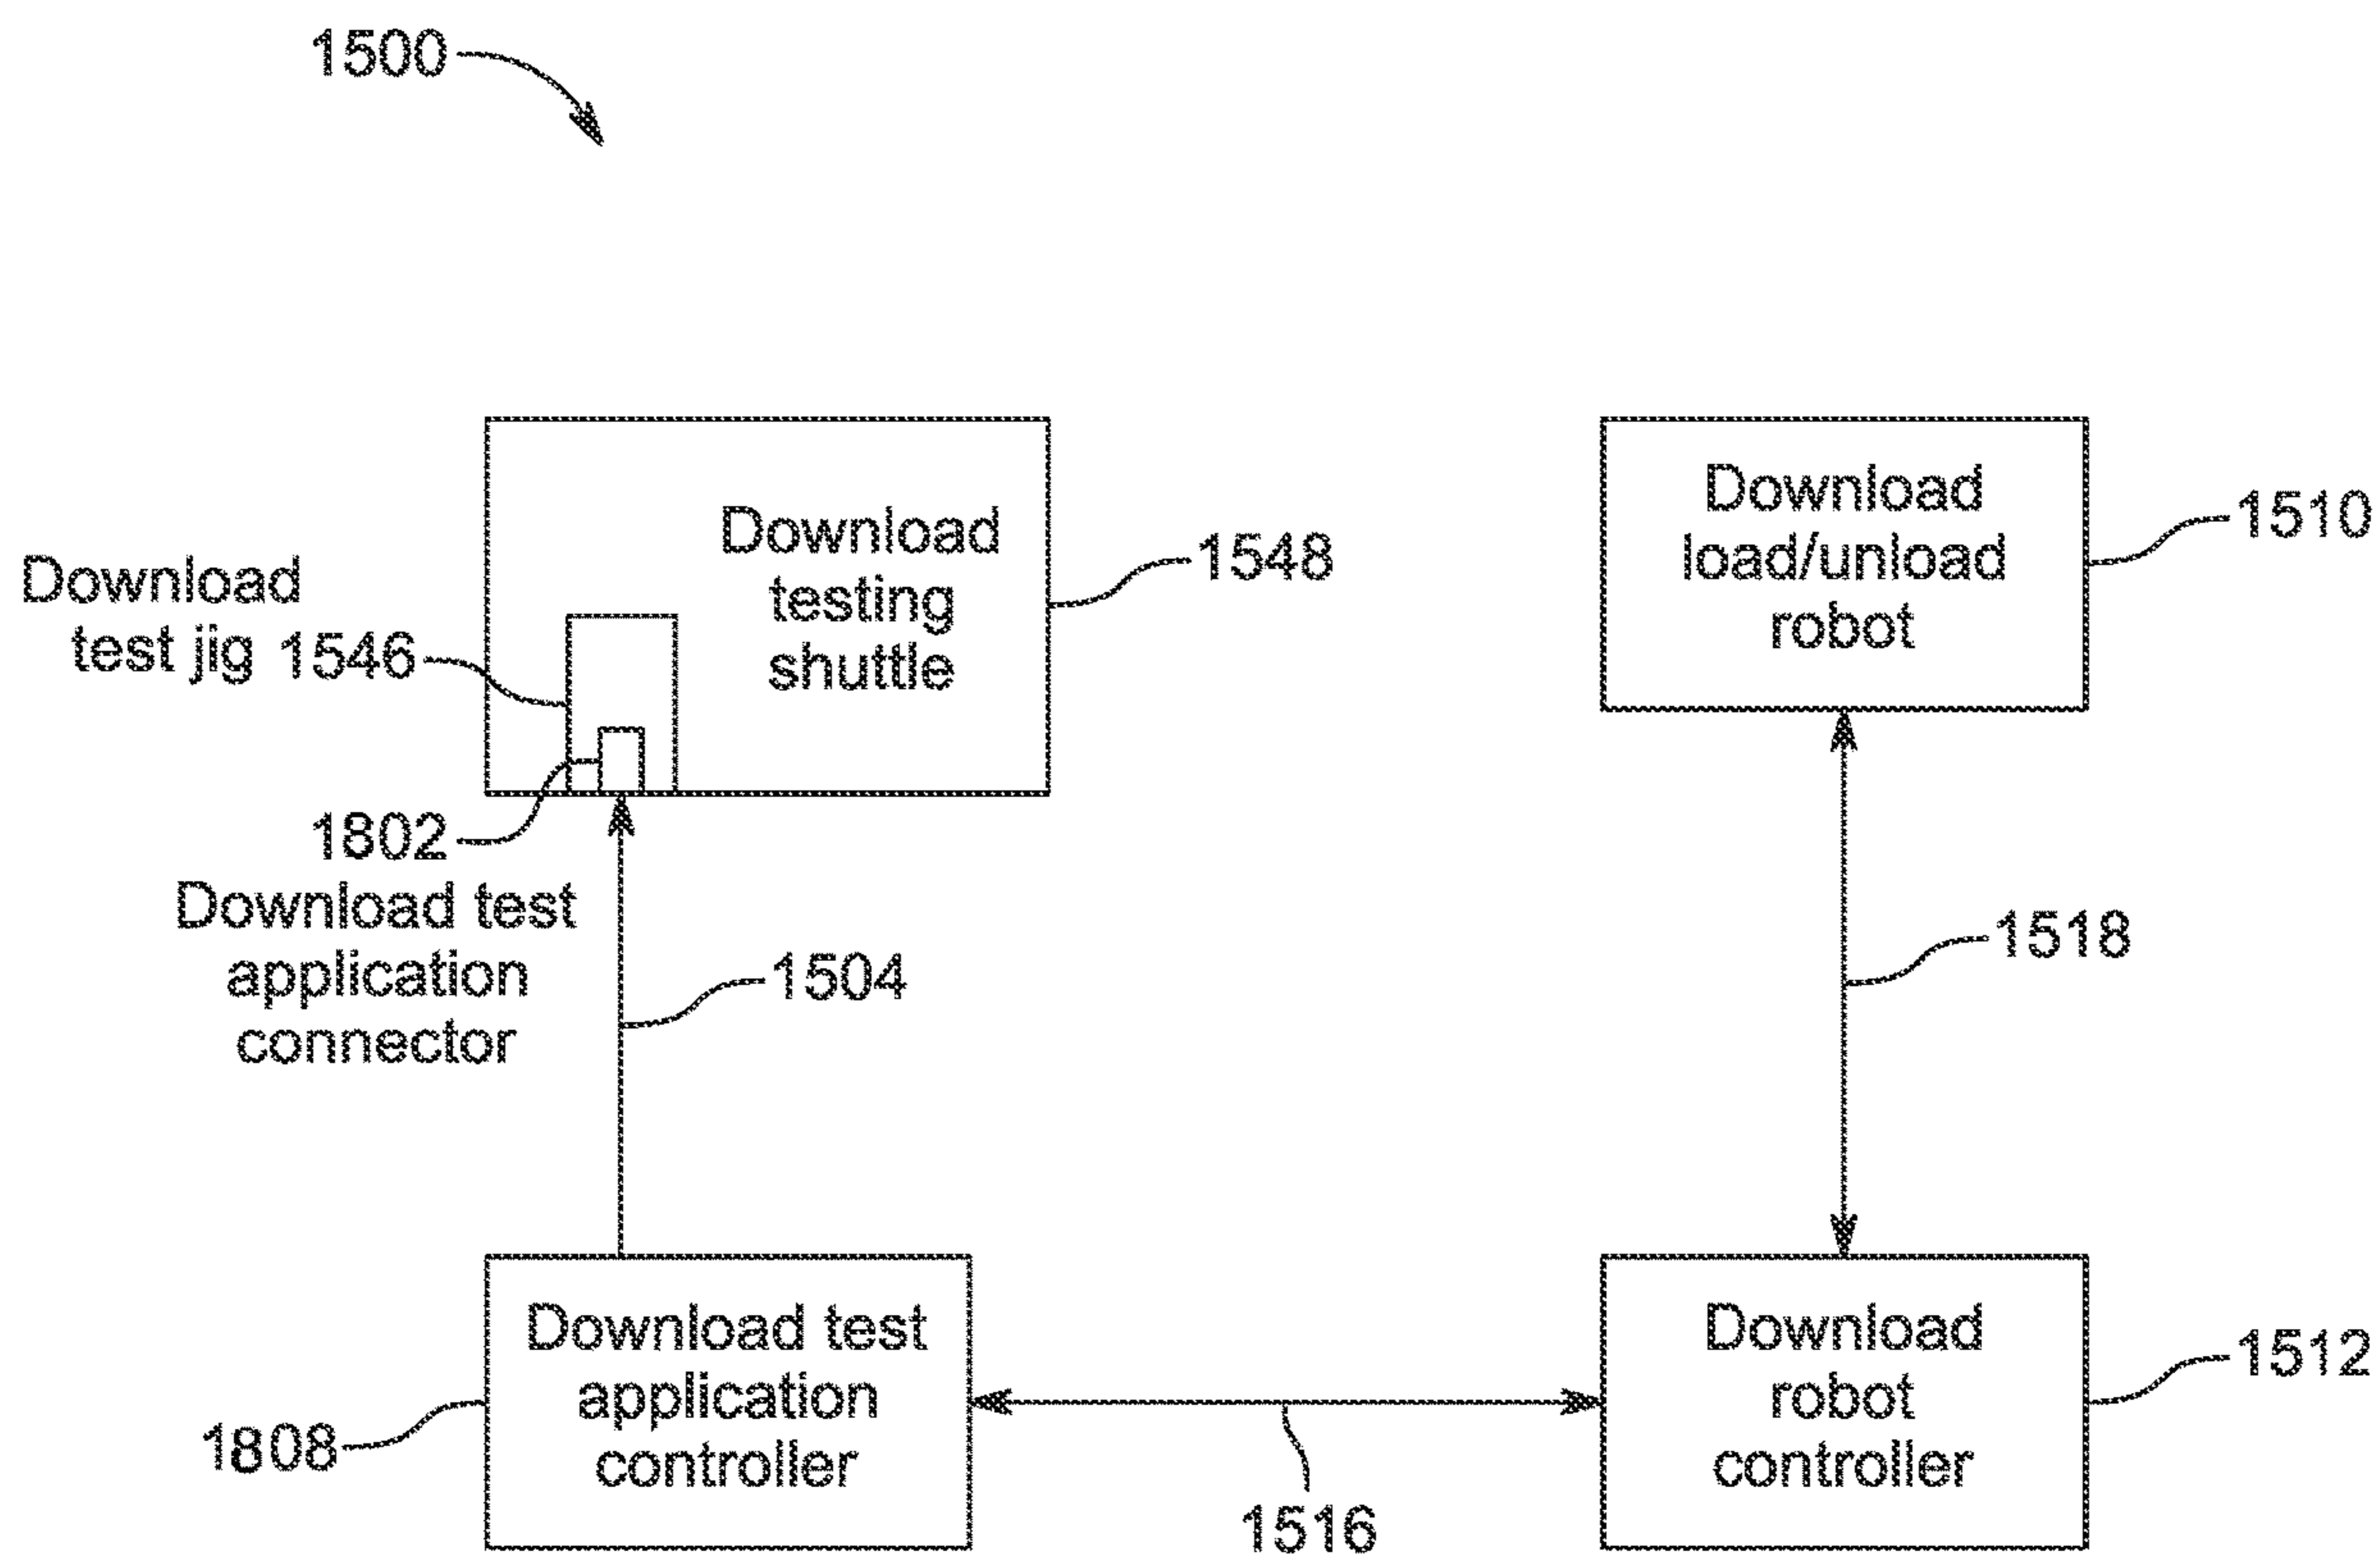 1500
Download
testing
shuttle
1548
Download
test jig 1546
1802
Download test
application
connector
1504
Download
load/unload
robot
1510
1518
Download test
application
controller
1808
1516
Download
robot
controller
1512